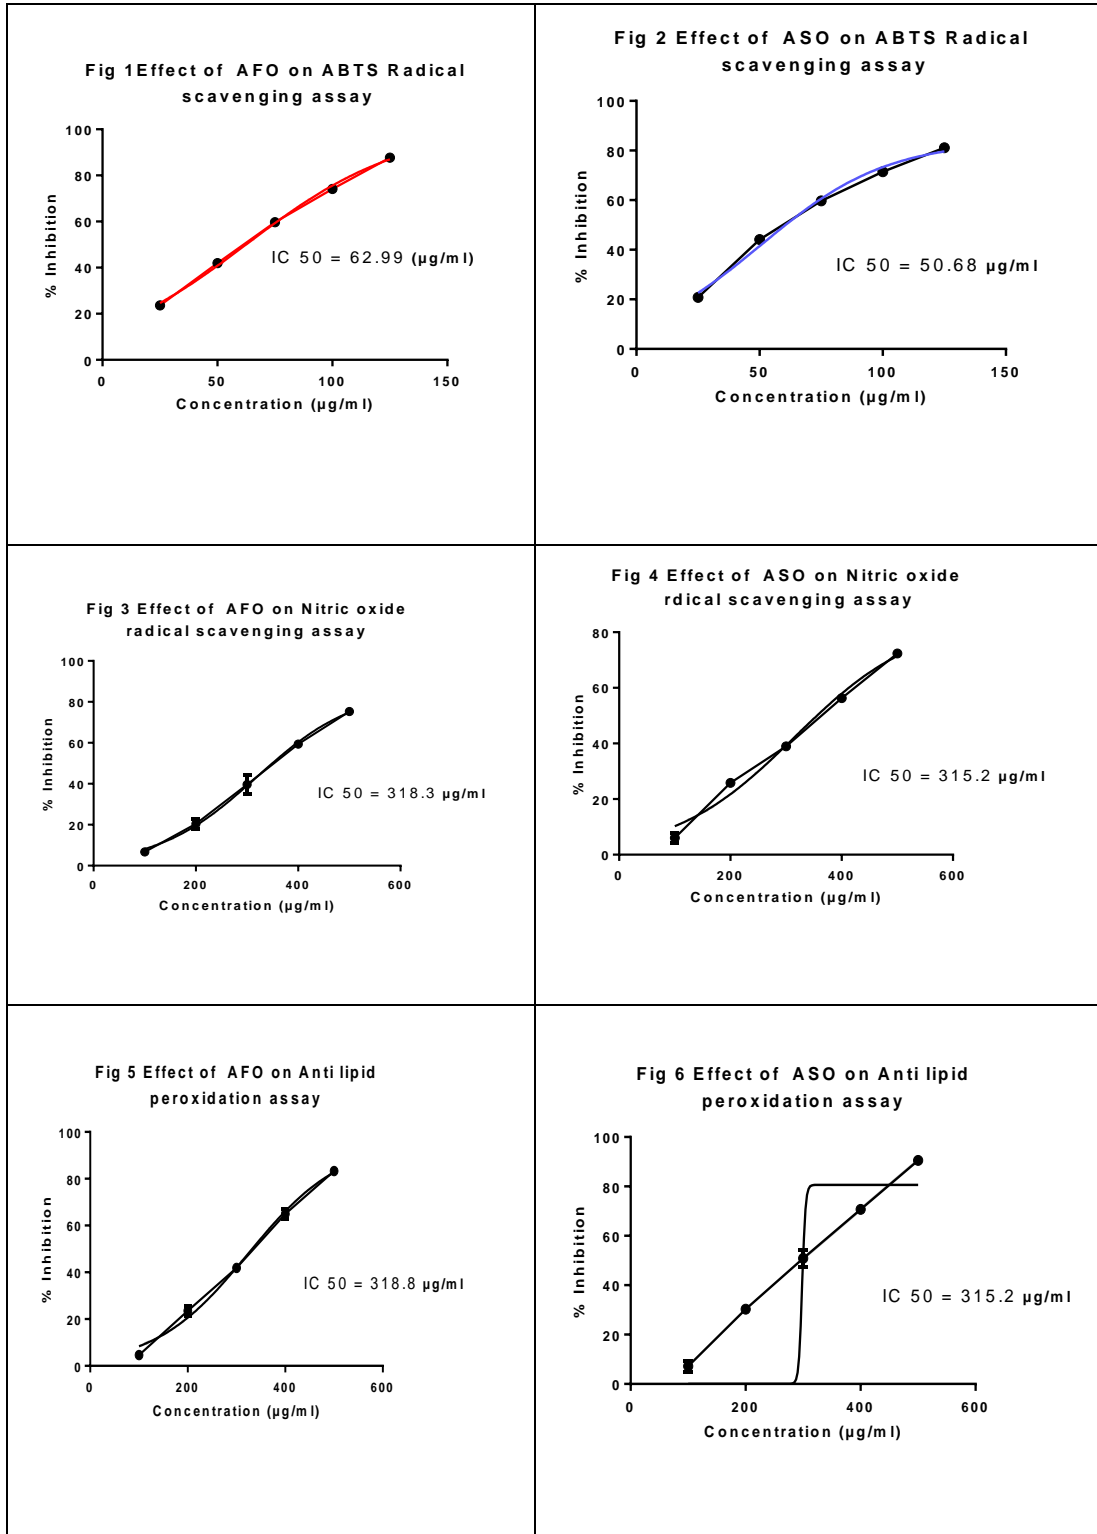 Fig 1Effect of AFO on ABTS Radical
scavenging assay
100
80
60
40
20
0
% Inhibition
IC 50 = 62.99 (µg/ml)
0 50 100 150
Concentration (µg/ml)
Fig 2 Effect of ASO on ABTS Radical
scavenging assay
100
80
60
40
20
0
% Inhibition
IC 50 = 50.68 µg/ml
0 50 100 150
Concentration (µg/ml)
Fig 3 Effect of AFO on Nitric oxide
radical scavenging assay
100
80
60
40
20
0
% Inhibition
IC 50 = 318.3 µg/ml
0 200 400 600
Concentration (µg/ml)
Fig 4 Effect of ASO on Nitric oxide
rdical scavenging assay
80
60
40
20
0
% Inhibition
IC 50 = 315.2 µg/ml
0 200 400 600
Concentration (µg/ml)
Fig 5 Effect of AFO on Anti lipid
peroxidation assay
100
80
60
40
20
0
% Inhibition
IC 50 = 318.8 µg/ml
0 200 400 600
Concentration (µg/ml)
Fig 6 Effect of ASO on Anti lipid
peroxidation assay
100
80
60
40
20
0
% Inhibition
IC 50 = 315.2 µg/ml
0 200 400 600
Concentration (µg/ml)